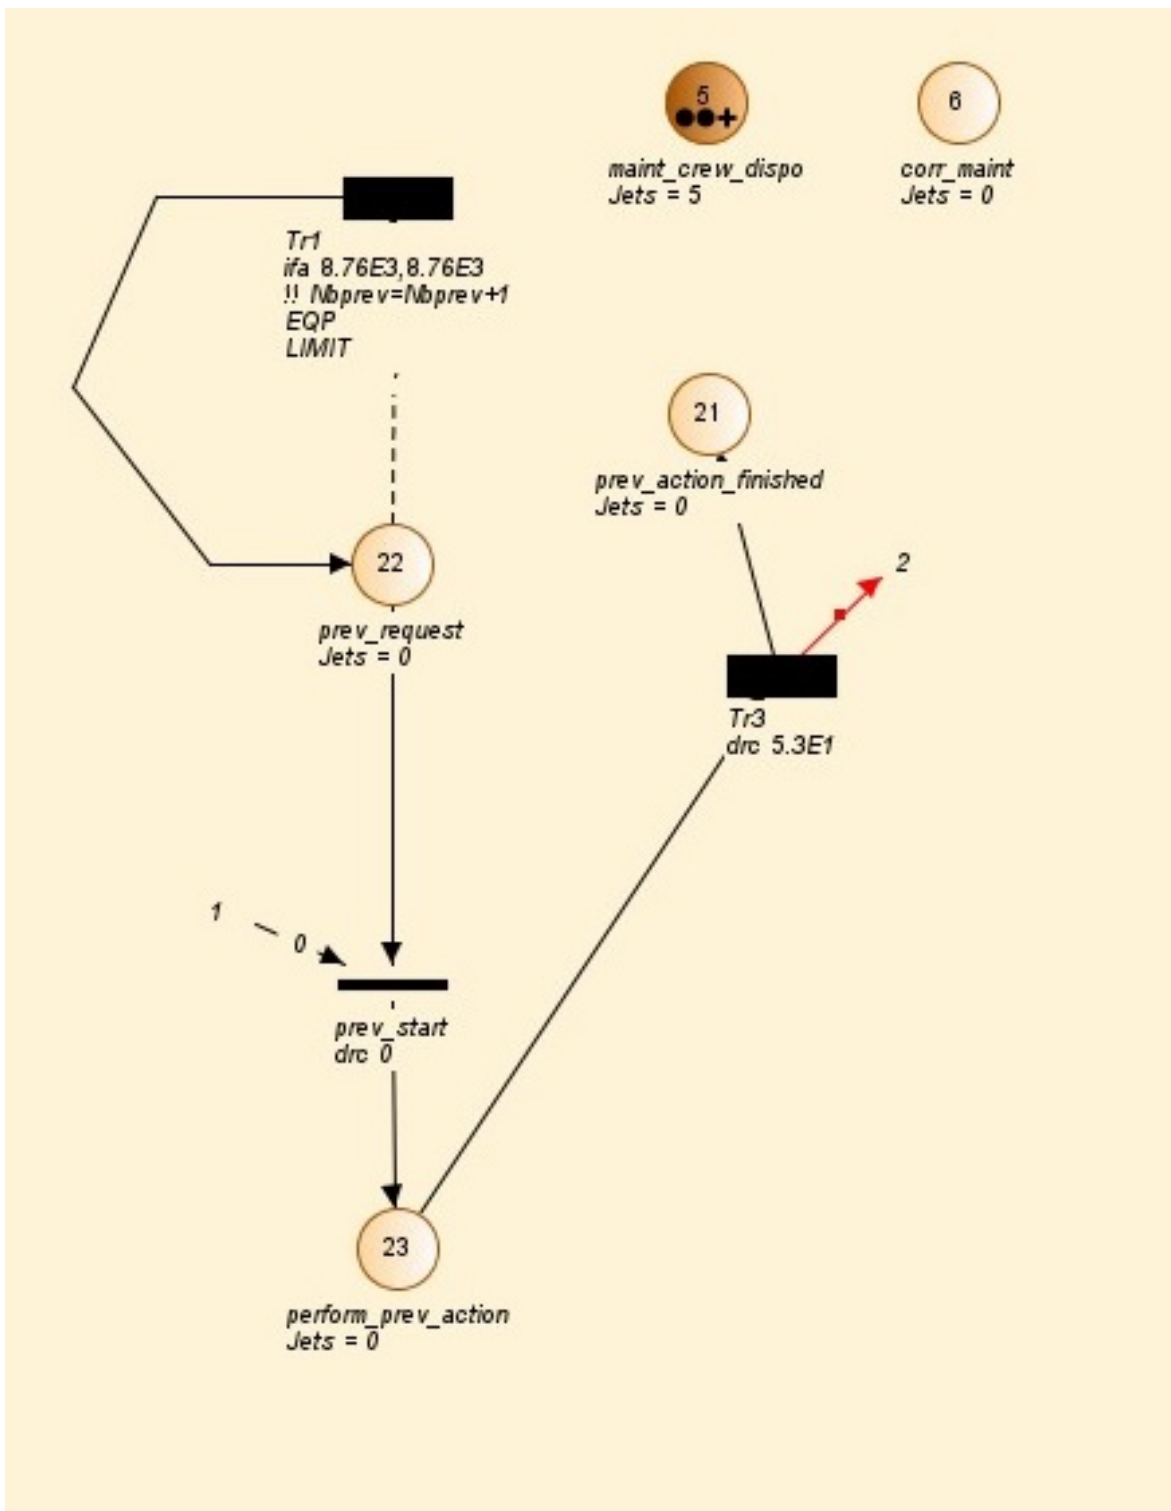 5
maint_crew_dispo
Jets = 5
6
corr_maint
Jets = 0
Tr1
ifa 8.76E3,8.76E3
!! Nbprev=Nbprev+1
EQP
LIMIT
21
prev_action_finished
Jets = 0
22
prev_request
Jets = 0
2
Tr3
drc 5.3E1
1
0
prev_start
drc 0
23
perform_prev_action
Jets = 0